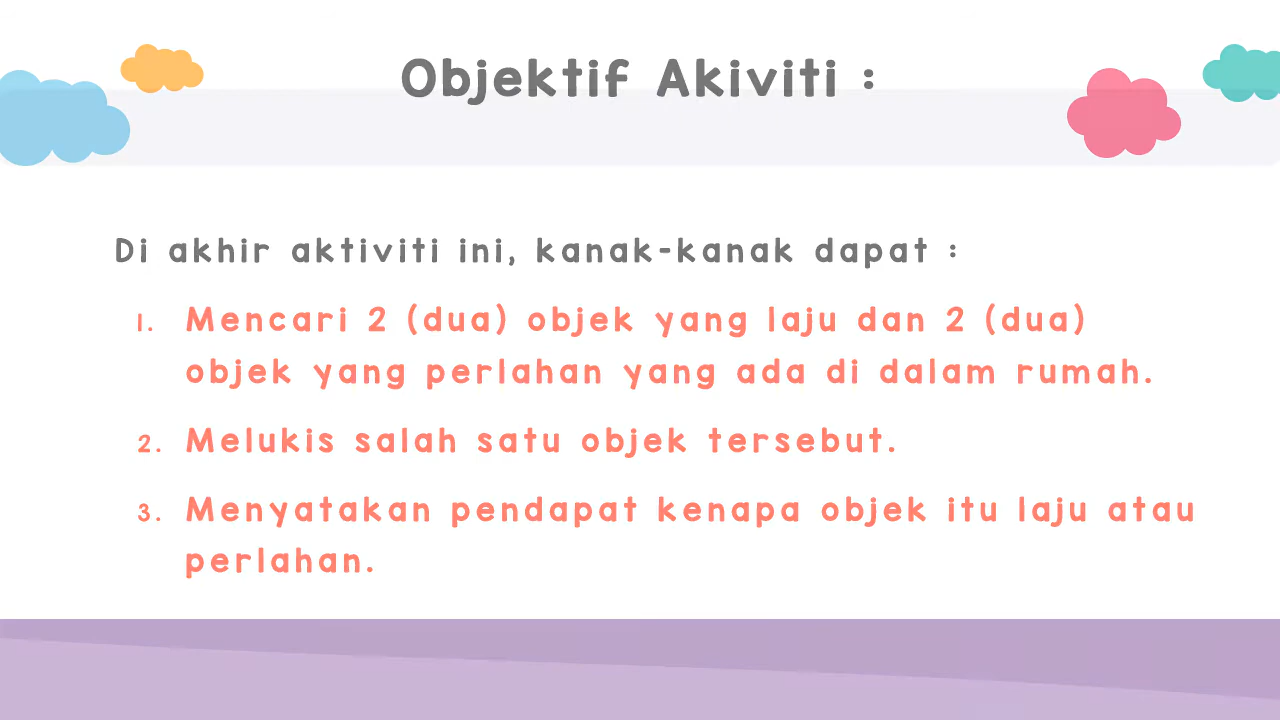 Objektif Akiviti :
Di akhir aktiviti ini, kanak-kanak dapat :
1. Mencari 2 (dua) objek yang laju dan 2 (dua)
objek yang perlahan yang ada di dalam rumah.
2. Melukis salah satu objek tersebut.
3. Menyatakan pendapat kenapa objek itu laju atau
perlahan.